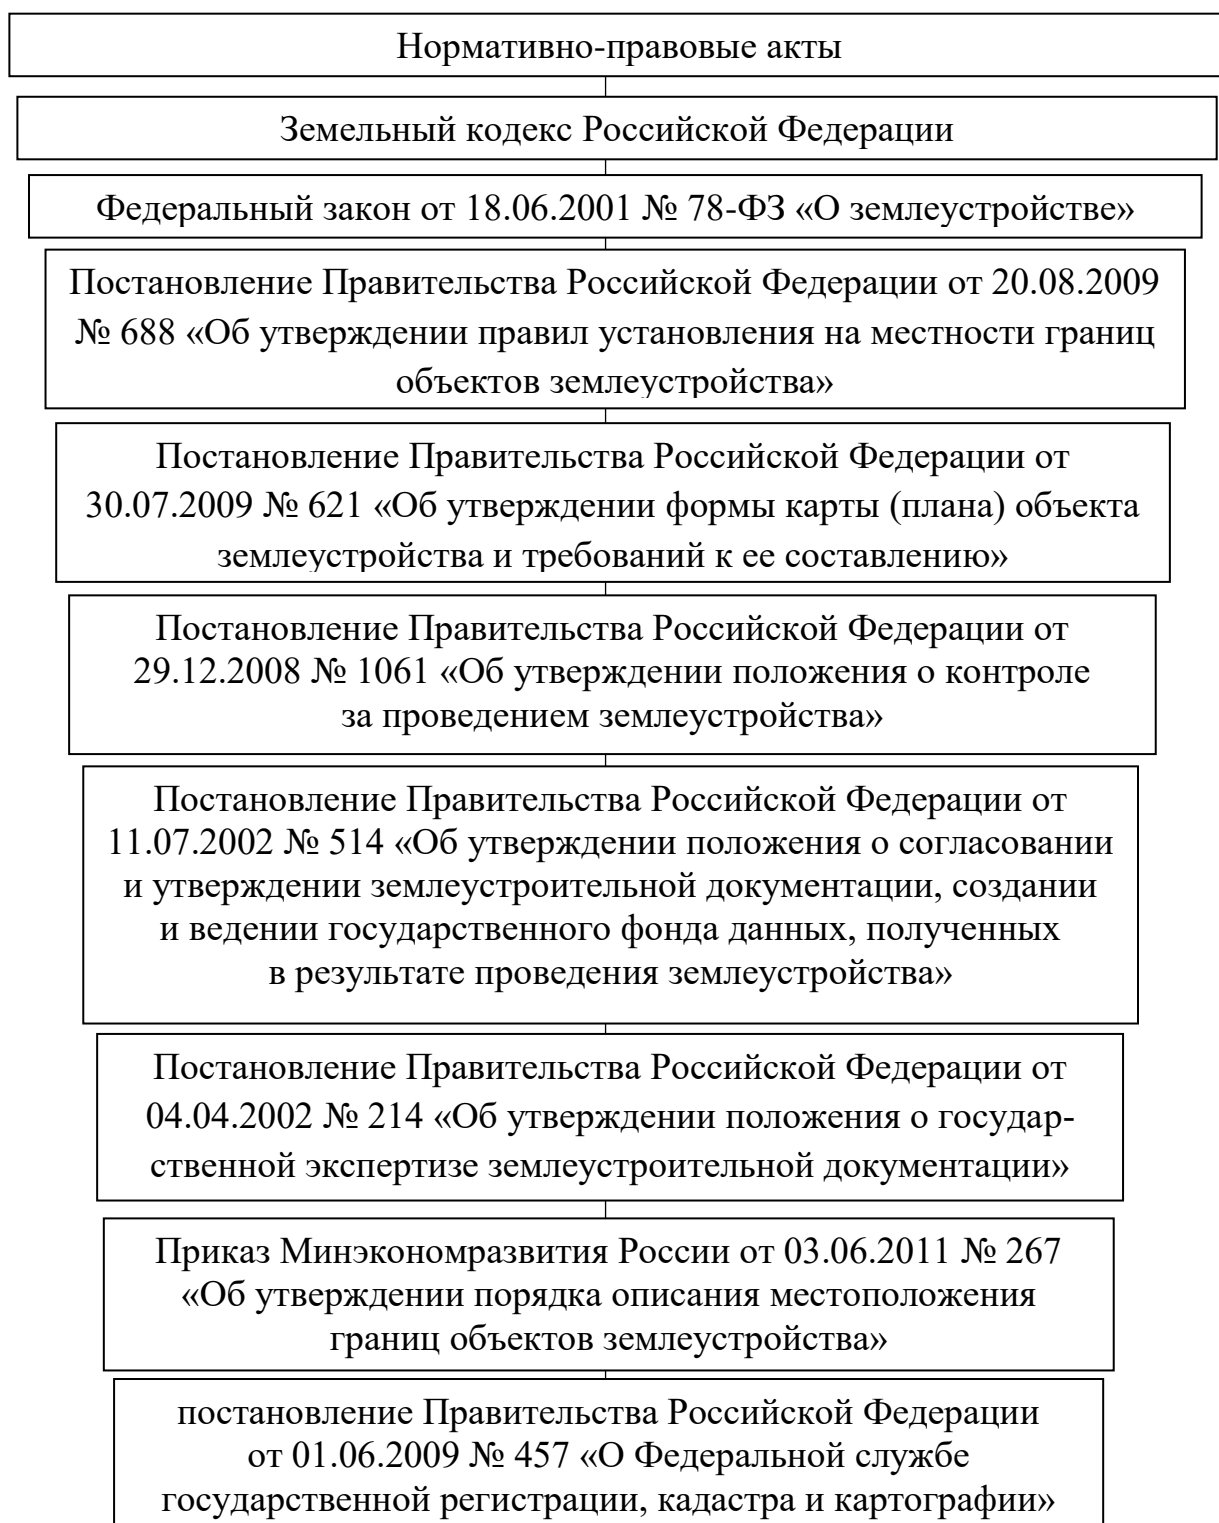 Нормативно-правовые акты
Земельный кодекс Российской Федерации
Федеральный закон от 18.06.2001 № 78-ФЗ «О землеустройстве»
Постановление Правительства Российской Федерации от 20.08.2009
№ 688 «Об утверждении правил установления на местности границ
объектов землеустройства»
Постановление Правительства Российской Федерации от
30.07.2009 № 621 «Об утверждении формы карты (плана) объекта
землеустройства и требований к ее составлению»
Постановление Правительства Российской Федерации от
29.12.2008 № 1061 «Об утверждении положения о контроле
за проведением землеустройства»
Постановление Правительства Российской Федерации от
11.07.2002 № 514 «Об утверждении положения о согласовании
и утверждении землеустроительной документации, создании
и ведении государственного фонда данных, полученных
в результате проведения землеустройства»
Постановление Правительства Российской Федерации от
04.04.2002 № 214 «Об утверждении положения о государ-
ственной экспертизе землеустроительной документации»
Приказ Минэкономразвития России от 03.06.2011 № 267
«Об утверждении порядка описания местоположения
границ объектов землеустройства»
постановление Правительства Российской Федерации
от 01.06.2009 № 457 «О Федеральной службе
государственной регистрации, кадастра и картографии»